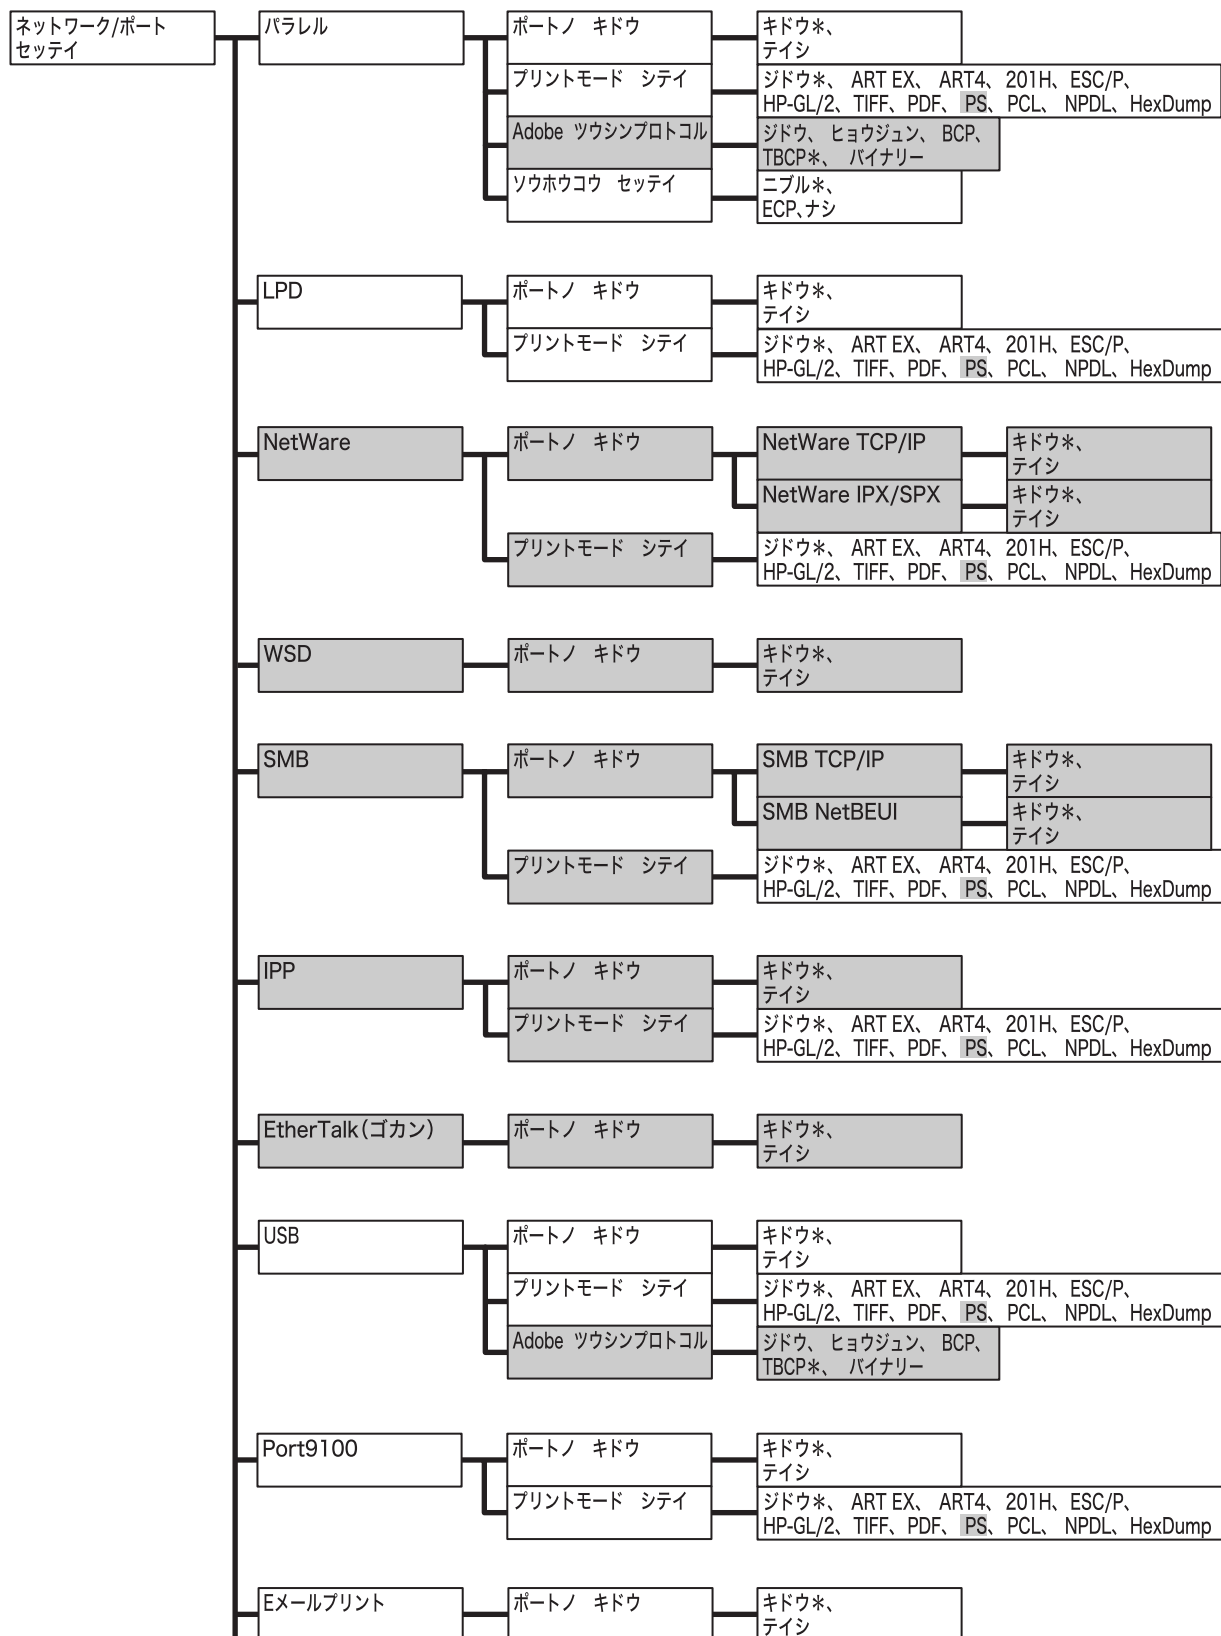 ネットワーク/ポート
セッテイ
パラレル
ポートノ キドウ
キドウ*、
テイシ
プリントモード シテイ
ジドウ*、 ART EX、 ART4、 201H、 ESC/P、
HP-GL/2、 TIFF、 PDF、 PS、 PCL、 NPDL、 HexDump
Adobe ツウシンプロトコル
ジドウ、 ヒョウジュン、 BCP、
TBCP*、 バイナリー
ソウホウコウ セッテイ
ニブル*、
ECP、ナシ
LPD
ポートノ キドウ
キドウ*、
テイシ
プリントモード シテイ
ジドウ*、 ART EX、 ART4、 201H、 ESC/P、
HP-GL/2、 TIFF、 PDF、 PS、 PCL、 NPDL、 HexDump
NetWare
ポートノ キドウ
NetWare TCP/IP
キドウ*、
テイシ
NetWare IPX/SPX
キドウ*、
テイシ
プリントモード シテイ
ジドウ*、 ART EX、 ART4、 201H、 ESC/P、
HP-GL/2、 TIFF、 PDF、 PS、 PCL、 NPDL、 HexDump
WSD
ポートノ キドウ
キドウ*、
テイシ
SMB
ポートノ キドウ
SMB TCP/IP
キドウ*、
テイシ
SMB NetBEUI
キドウ*、
テイシ
プリントモード シテイ
ジドウ*、 ART EX、 ART4、 201H、 ESC/P、
HP-GL/2、 TIFF、 PDF、 PS、 PCL、 NPDL、 HexDump
IPP
ポートノ キドウ
キドウ*、
テイシ
プリントモード シテイ
ジドウ*、 ART EX、 ART4、 201H、 ESC/P、
HP-GL/2、 TIFF、 PDF、 PS、 PCL、 NPDL、 HexDump
EtherTalk(ゴカン)
ポートノ キドウ
キドウ*、
テイシ
USB
ポートノ キドウ
キドウ*、
テイシ
プリントモード シテイ
ジドウ*、 ART EX、 ART4、 201H、 ESC/P、
HP-GL/2、 TIFF、 PDF、 PS、 PCL、 NPDL、 HexDump
Adobe ツウシンプロトコル
ジドウ、 ヒョウジュン、 BCP、
TBCP*、 バイナリー
Port9100
ポートノ キドウ
キドウ*、
テイシ
プリントモード シテイ
ジドウ*、 ART EX、 ART4、 201H、 ESC/P、
HP-GL/2、 TIFF、 PDF、 PS、 PCL、 NPDL、 HexDump
Eメールプリント
ポートノ キドウ
キドウ*、
テイシ